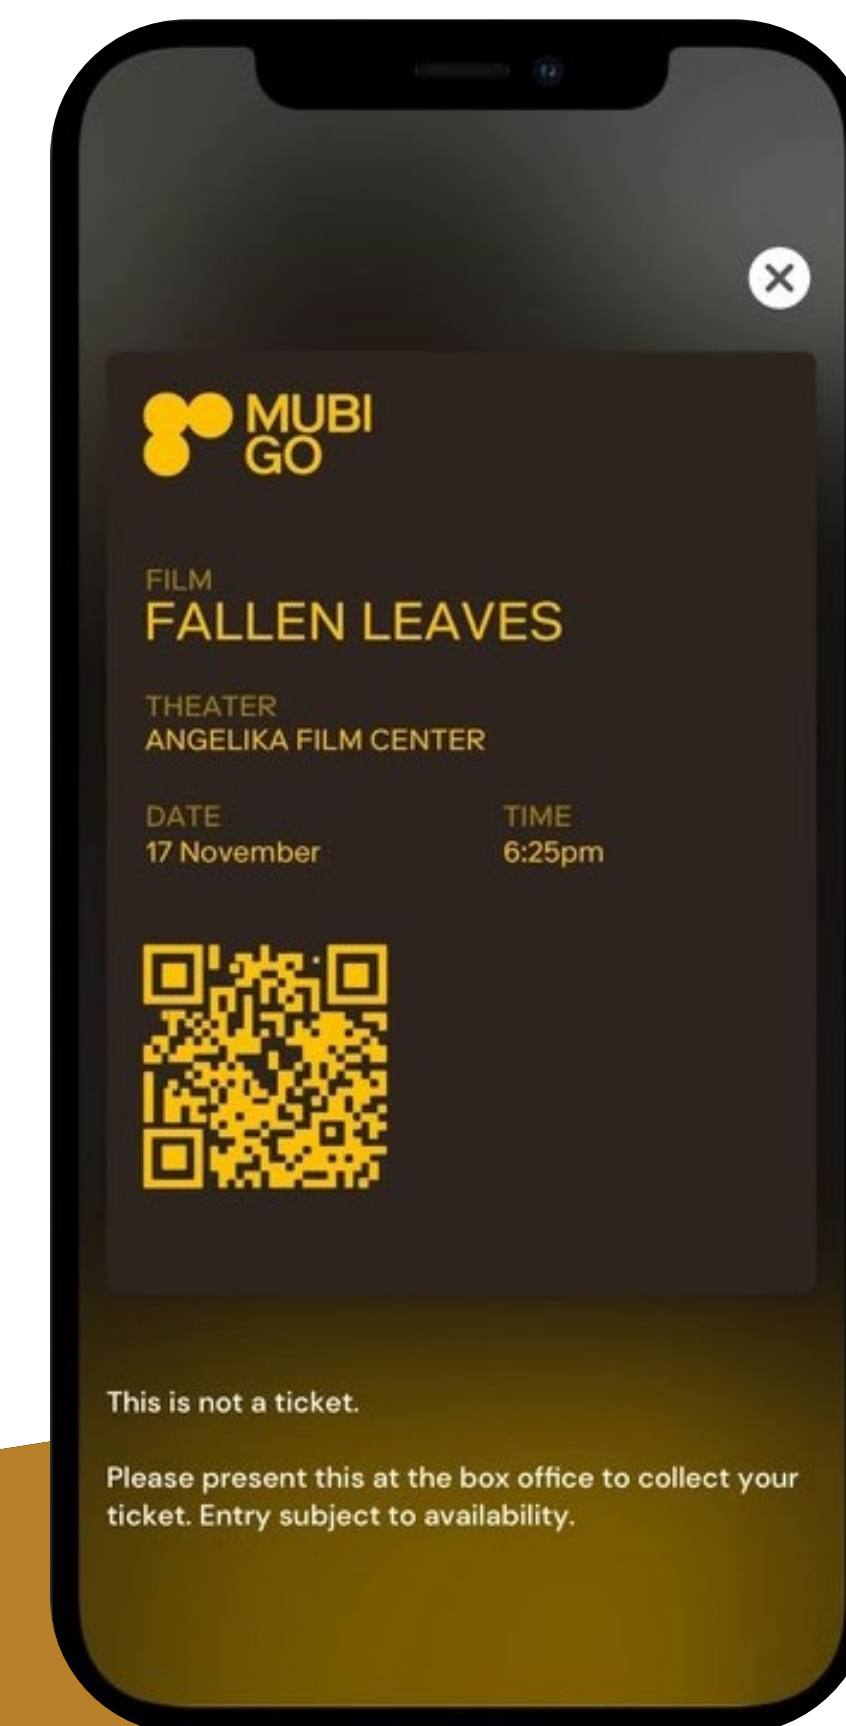 MUBI
GO
FILM
FALLEN LEAVES
THEATER
ANGELIKA FILM CENTER
DATE
TIME
17 November
6:25pm
This is not a ticket.
Please present this at the box office to collect your
ticket. Entry subject to availability.